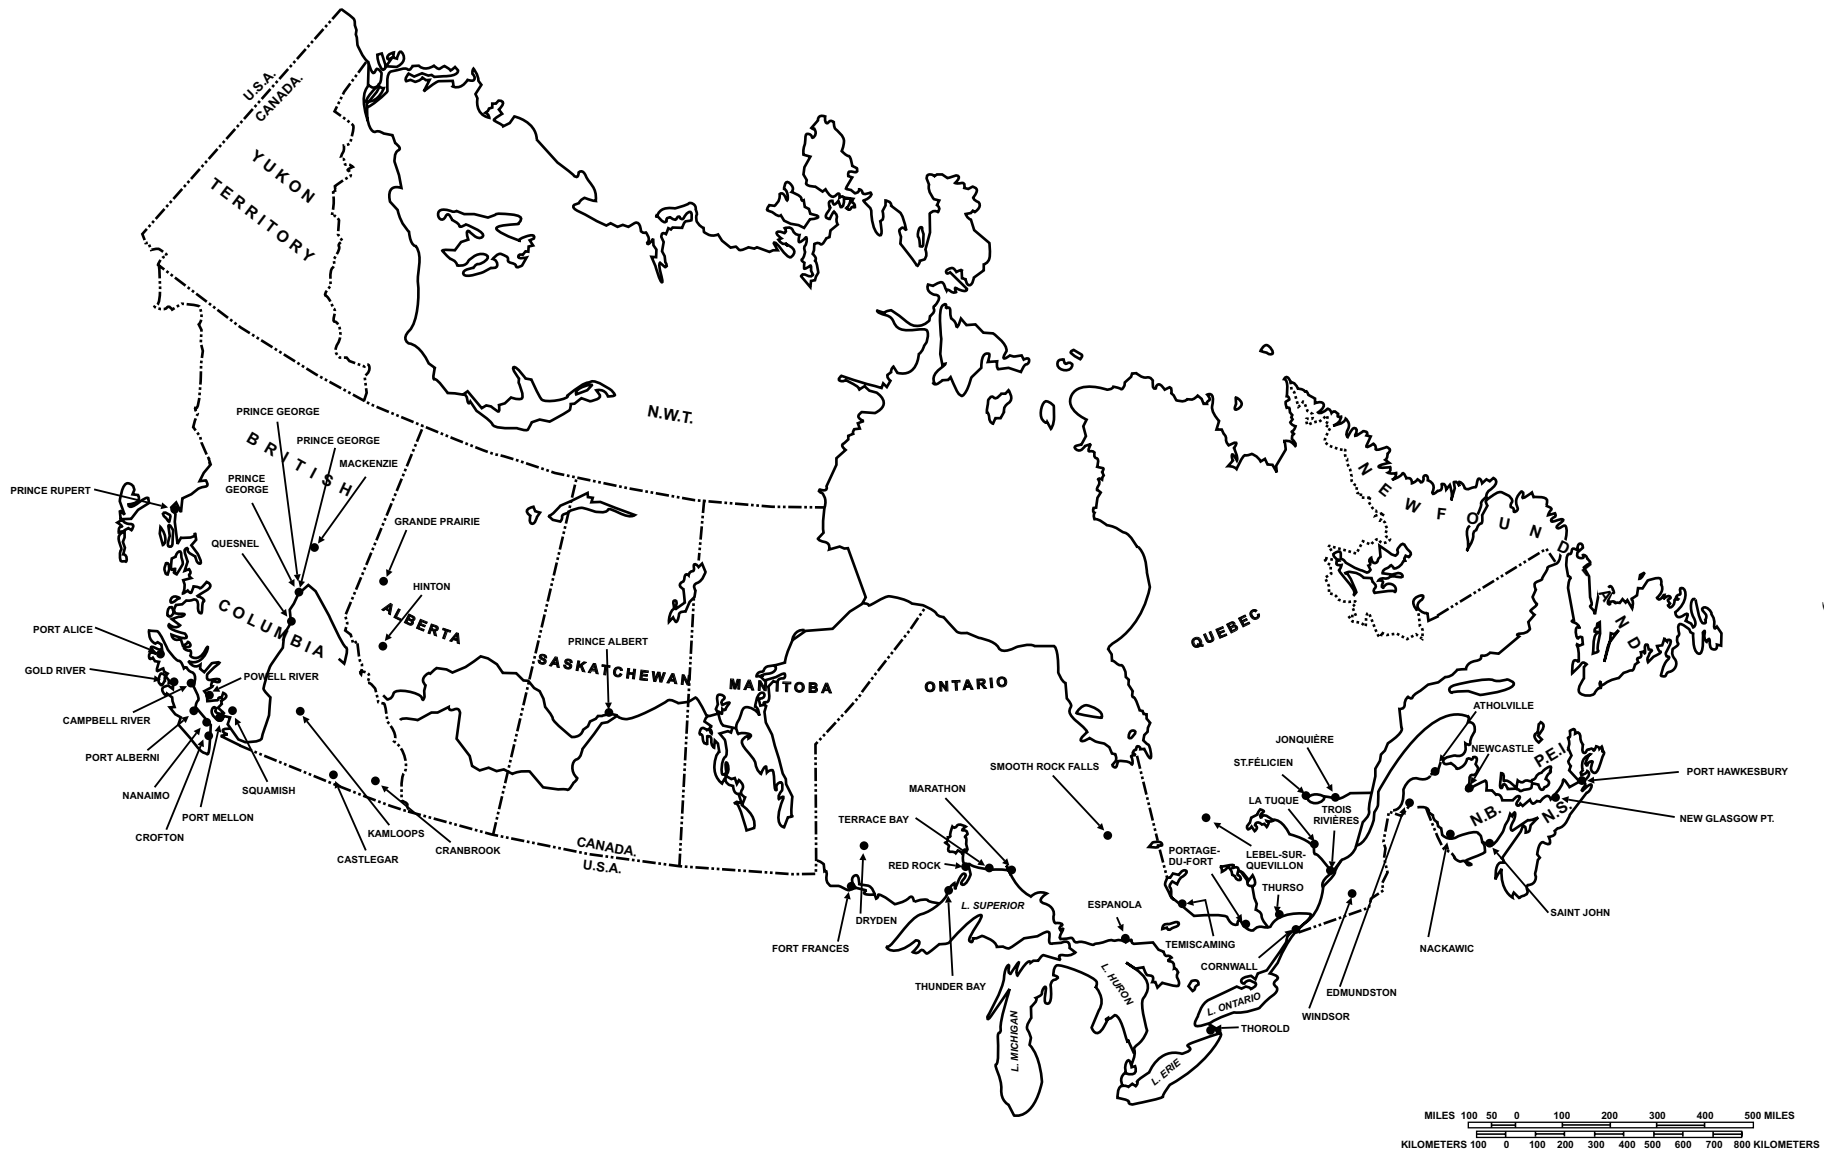 U.S.A.
CANADA.
YUKON
TERRITORY
N.W.T.
PRINCE GEORGE
BRITISH
PRINCE GEORGE
MACKENZIE
PRINCE
GEORGE
PRINCE RUPERT
GRANDE PRAIRIE
QUESNEL
HINTON
COLUMBIA
ALBERTA
PORT ALICE
PRINCE ALBERT
GOLD RIVER
POWELL RIVER
SASKATCHEWAN
MANITOBA
ONTARIO
QUEBEC
NEWFOUND
ND
CAMPBELL RIVER
PORT ALBERNI
NANAIMO
CROFTON
PORT MELLON
SQUAMISH
KAMLOOPS
CASTLEGAR
CRANBROOK
CANADA.
U.S.A.
ATHOLVILLE
JONQUIÈRE
NEWCASTLE
P.E.I.
ST.FÉLICIEN
SMOOTH ROCK FALLS
PORT HAWKESBURY
MARATHON
LA TUQUE
TROIS
RIVIÈRES
N.B.
N.S.
NEW GLASGOW PT.
TERRACE BAY
PORTAGE-
DU-FORT
LEBEL-SUR-
QUEVILLON
RED ROCK
THURSO
L. SUPERIOR
ESPANOLA
SAINT JOHN
DRYDEN
FORT FRANCES
TEMISCAMING
NACKAWIC
CORNWALL
THUNDER BAY
L. HURON
EDMUNDSTON
L. ONTARIO
WINDSOR
THOROLD
L. MICHIGAN
L. ERIE
MILES 100 50 0 100 200 300 400 500 MILES
KILOMETERS 100 0 100 200 300 400 500 600 700 800 KILOMETERS